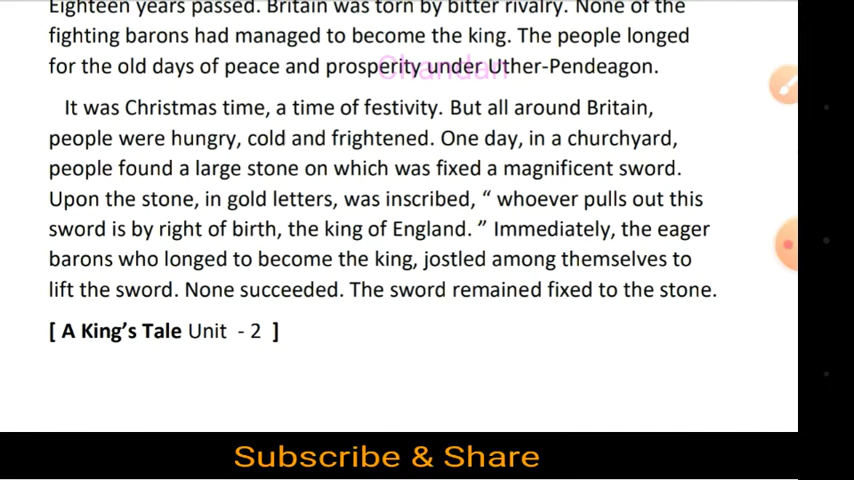 Eighteen years passed. Britain was torn by bitter rivalry. None of the
fighting barons had managed to become the king. The people longed
for the old days of peace and prosperity under Uther-Pendeagon.
Chandan
It was Christmas time, a time of festivity. But all around Britain,
people were hungry, cold and frightened. One day, in a churchyard,
people found a large stone on which was fixed a magnificent sword.
Upon the stone, in gold letters, was inscribed, “ whoever pulls out this
sword is by right of birth, the king of England. ” Immediately, the eager
barons who longed to become the king, jostled among themselves to
lift the sword. None succeeded. The sword remained fixed to the stone.
[ A King’s Tale Unit - 2 ]
Subscribe & Share